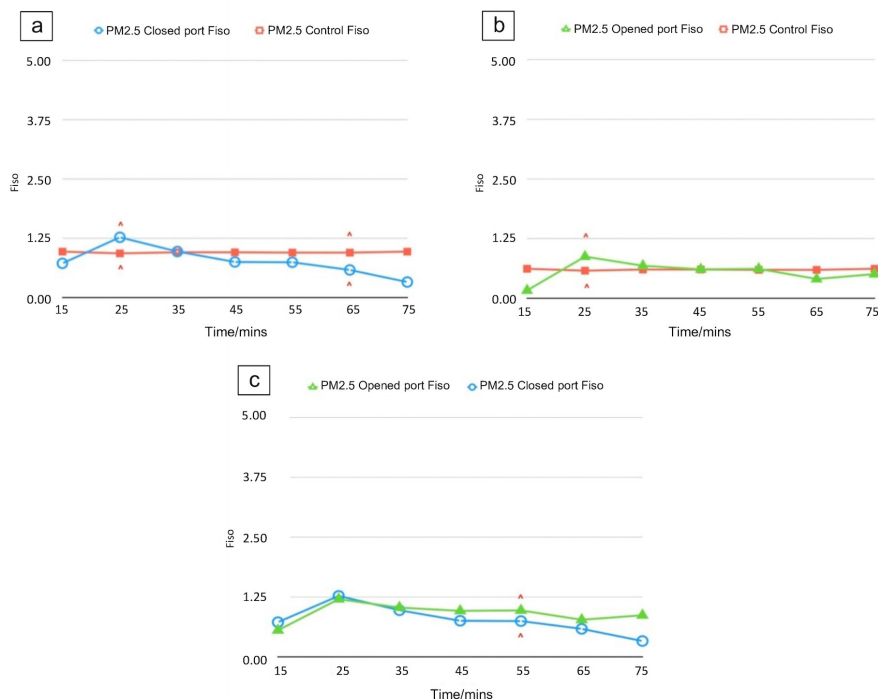 a
PM2.5 Closed port Fiso PM2.5 Control Fiso
5.00
3.75
2.50
1.25
0.00
Fiso
^ ^
^ ^
15 25 35 45 55 65 75
Time/mins
b
PM2.5 Opened port Fiso PM2.5 Control Fiso
5.00
3.75
2.50
1.25
0.00
Fiso
^
^
15 25 35 45 55 65 75
Time/mins
c
PM2.5 Opened port Fiso PM2.5 Closed port Fiso
5.00
3.75
2.50
1.25
0.00
Fiso
^
^
15 25 35 45 55 65 75
Time/mins